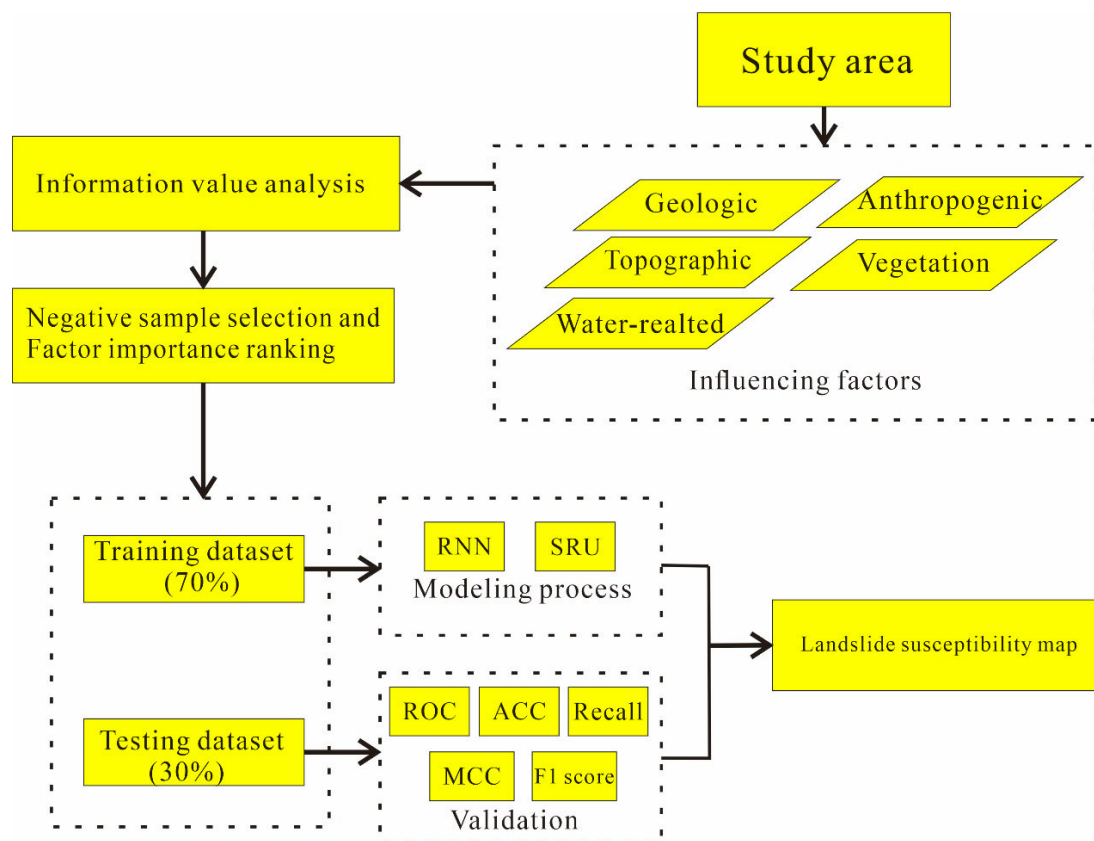 Study area
Information value analysis
Geologic
Anthropogenic
Topographic
Vegetation
Water-realted
Influencing factors
Negative sample selection and
Factor importance ranking
Training dataset
(70%)
RNN
SRU
Modeling process
Landslide susceptibility map
Testing dataset
(30%)
ROC
ACC
Recall
MCC
F1 score
Validation